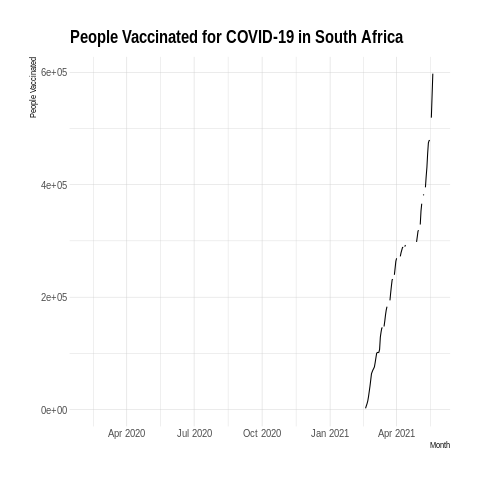 People Vaccinated for COVID-19 in South Africa
People Vaccinated
6e+05
4e+05
2e+05
0e+00
Apr 2020 Jul 2020 Oct 2020 Jan 2021 Apr 2021
Month